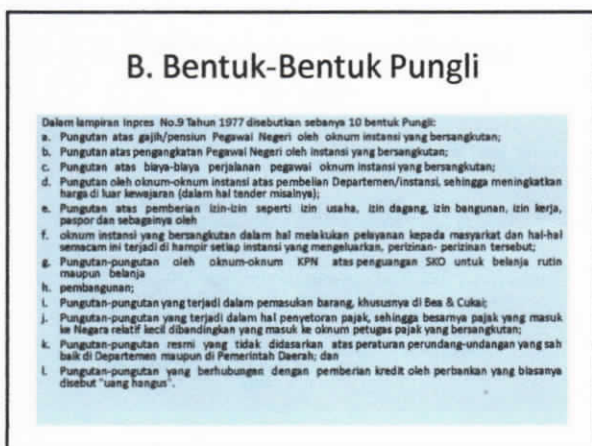 B. Bentuk-Bentuk Pungli
Dalam lampiran Inpres No.9 Tahun 1977 disebutkan sebanya 10 bentuk Pungli:
a. Pungutan atas gajih/pensiun Pegawai Negeri oleh oknum instansi yang bersangkutan;
b. Pungutan atas pengangkatan Pegawai Negeri oleh instansi yang bersangkutan;
c. Pungutan atas biaya-biaya perjalanan pegawai oknum instansi yang bersangkutan;
d. Pungutan oleh oknum-oknum instansi atas pembelian Departemen/instansi, sehingga meningkatkan
harga di luar kewajaran (dalam hal tender misalnya);
e. Pungutan atas pemberian izin-izin seperti izin usaha, izin dagang, izin bangunan, izin kerja,
paspor dan sebagainya oleh
f. oknum instansi yang bersangkutan dalam hal melakukan pelayanan kepada masyarkat dan hal-hal
semacam ini terjadi di hampir setiap instansi yang mengeluarkan, perizinan- perizinan tersebut;
g. Pungutan-pungutan oleh oknum-oknum KPN atas penguangan SKO untuk belanja rutin
maupun belanja
h. pembangunan;
i. Pungutan-pungutan yang terjadi dalam pemasukan barang, khususnya di Bea & Cukai;
j. Pungutan-pungutan yang terjadi dalam hal penyetoran pajak, sehingga besarnya pajak yang masuk
ke Negara relatif kecil dibandingkan yang masuk ke oknum petugas pajak yang bersangkutan;
k. Pungutan-pungutan resmi yang tidak didasarkan atas peraturan perundang-undangan yang sah
baik di Departemen maupun di Pemerintah Daerah; dan
l. Pungutan-pungutan yang berhubungan dengan pemberian kredit oleh perbankan yang biasanya
disebut "uang hangus".